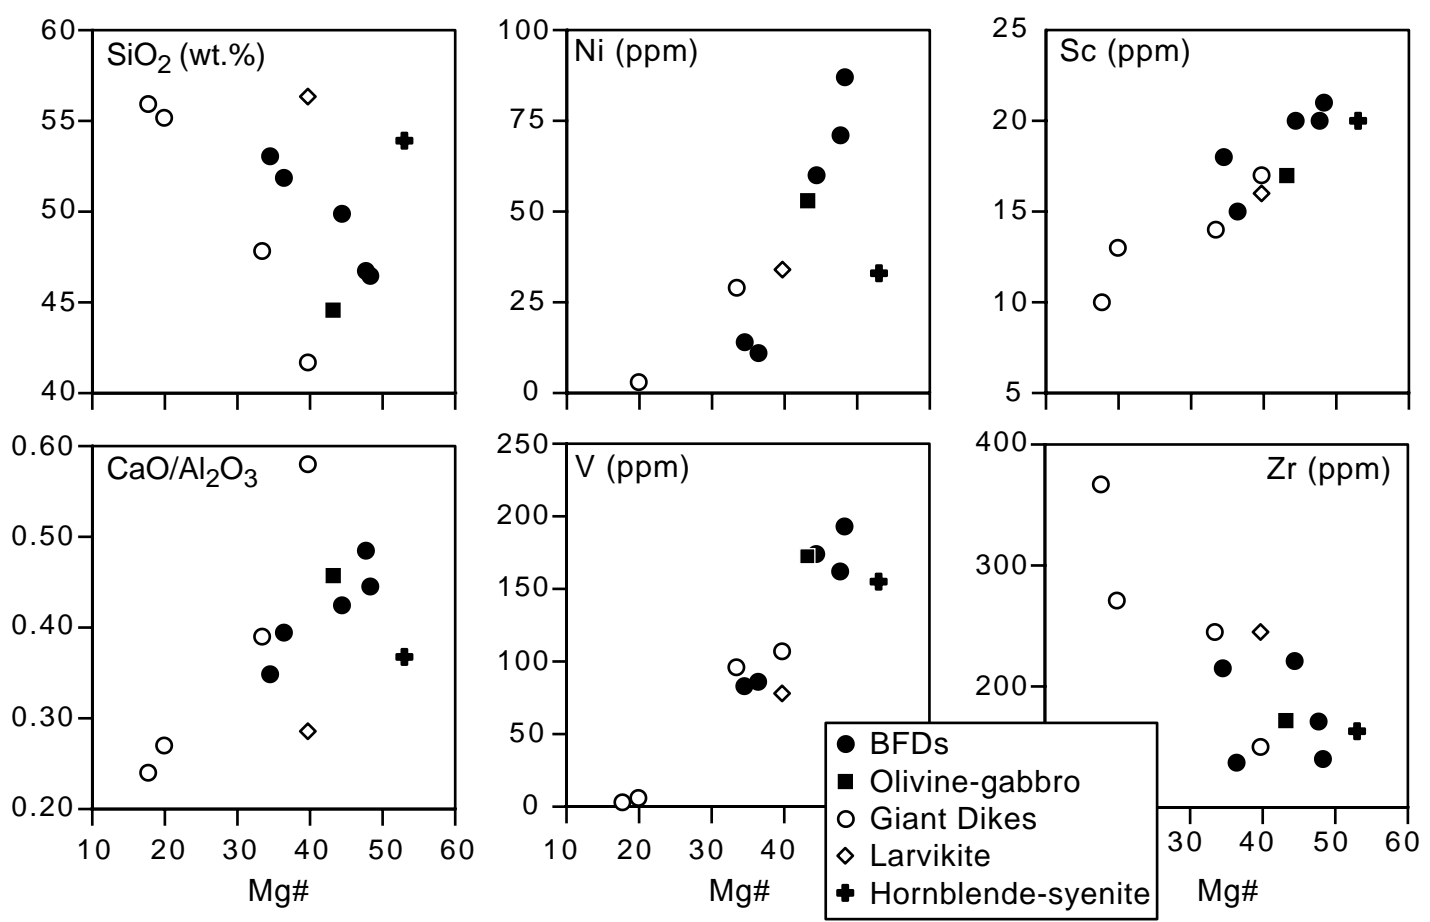 60
55
50
45
40
SiO2 (wt.%)
100
75
50
25
0
Ni (ppm)
25
20
15
10
5
Sc (ppm)
0.60
0.50
0.40
0.30
0.20
CaO/Al2O3
10 20 30 40 50 60
Mg#
250
200
150
100
50
0
V (ppm)
10 20 30 40
Mg#
400
300
200
Zr (ppm)
30 40 50 60
Mg#
BFDs
Olivine-gabbro
Giant Dikes
Larvikite
Hornblende-syenite